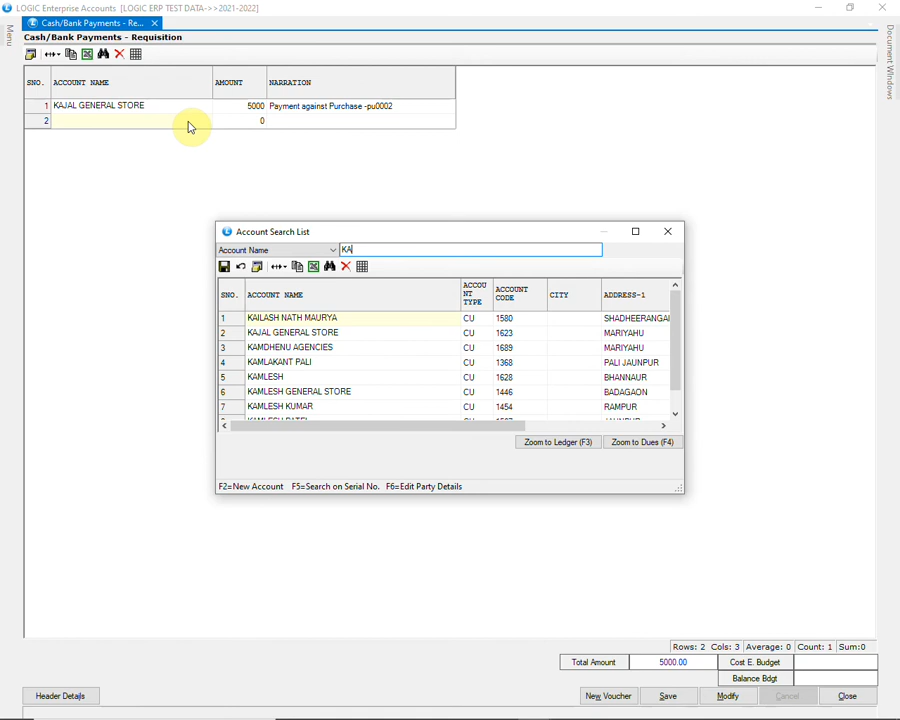 LOGIC Enterprise Accounts [LOGIC ERP TEST DATA->>2021-2022]
Menu
Cash/Bank Payments - Re...
Document Windows
Cash/Bank Payments - Requisition
SNO. ACCOUNT NAME AMOUNT NARRATION
1 KAJAL GENERAL STORE 5000 Payment against Purchase -pu0002
2 0
Account Search List
Account Name KA
SNO. ACCOUNT NAME ACCOUNT TYPE ACCOUNT CODE CITY ADDRESS-1
1 KAILASH NATH MAURYA CU 1580 SHADHEERANGA
2 KAJAL GENERAL STORE CU 1623 MARIYAHU
3 KAMDHENU AGENCIES CU 1689 MARIYAHU
4 KAMLAKANT PALI CU 1368 PALI JAUNPUR
5 KAMLESH CU 1628 BHANNAUR
6 KAMLESH GENERAL STORE CU 1446 BADAGAON
7 KAMLESH KUMAR CU 1454 RAMPUR
Zoom to Ledger (F3) Zoom to Dues (F4)
F2=New Account F5=Search on Serial No. F6=Edit Party Details
Rows: 2 Cols: 3 Average: 0 Count: 1 Sum:0
Total Amount 5000.00 Cost E. Budget
Balance Bdgt
Header Details New Voucher Save Modify Cancel Close